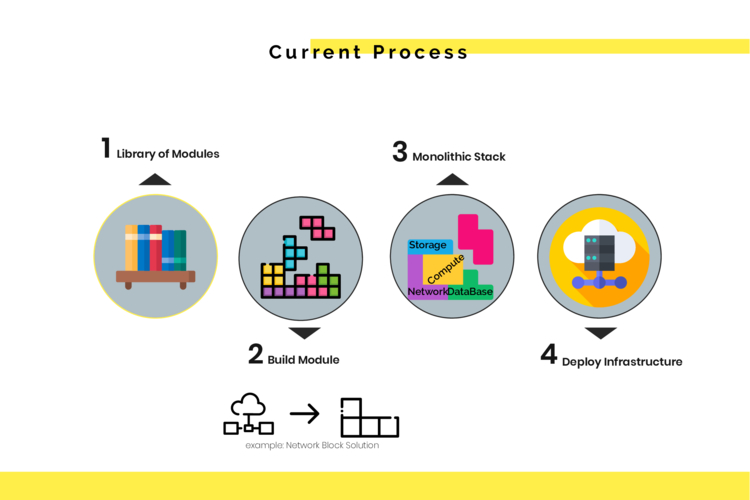 Current Process
1 Library of Modules
2 Build Module
3 Monolithic Stack
Storage
Compute
Network
DataBase
4 Deploy Infrastructure
example: Network Block Solution